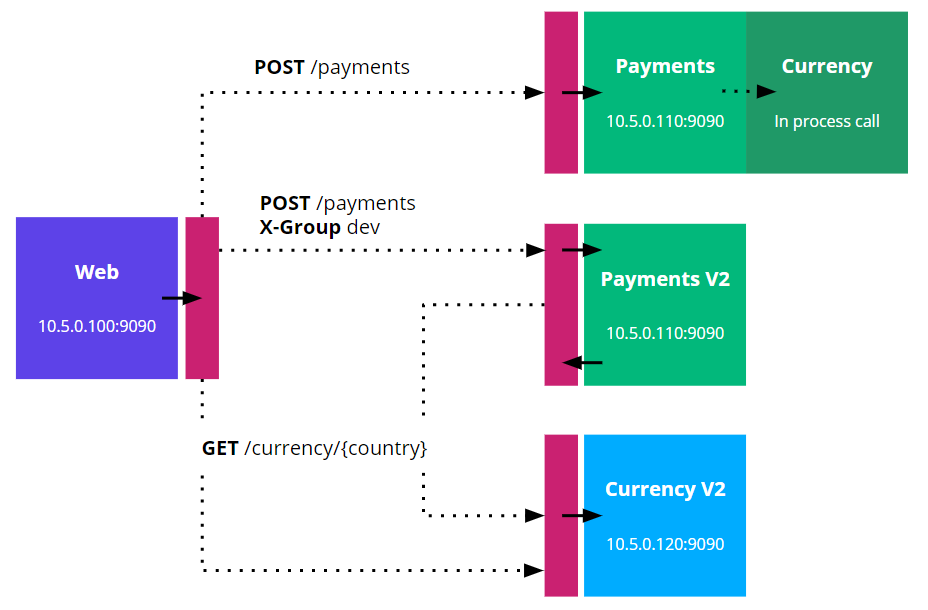 POST /payments
Payments
10.5.0.110:9090
Currency
In process call
POST /payments
X-Group dev
Web
10.5.0.100:9090
Payments V2
10.5.0.110:9090
GET /currency/{country}
Currency V2
10.5.0.120:9090